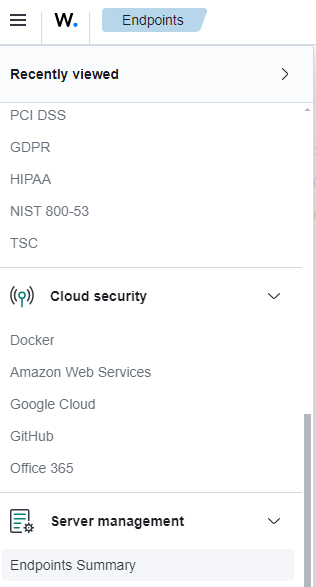 W.
Endpoints
Recently viewed
PCI DSS
GDPR
HIPAA
NIST 800-53
TSC
Cloud security
Docker
Amazon Web Services
Google Cloud
GitHub
Office 365
Server management
Endpoints Summary